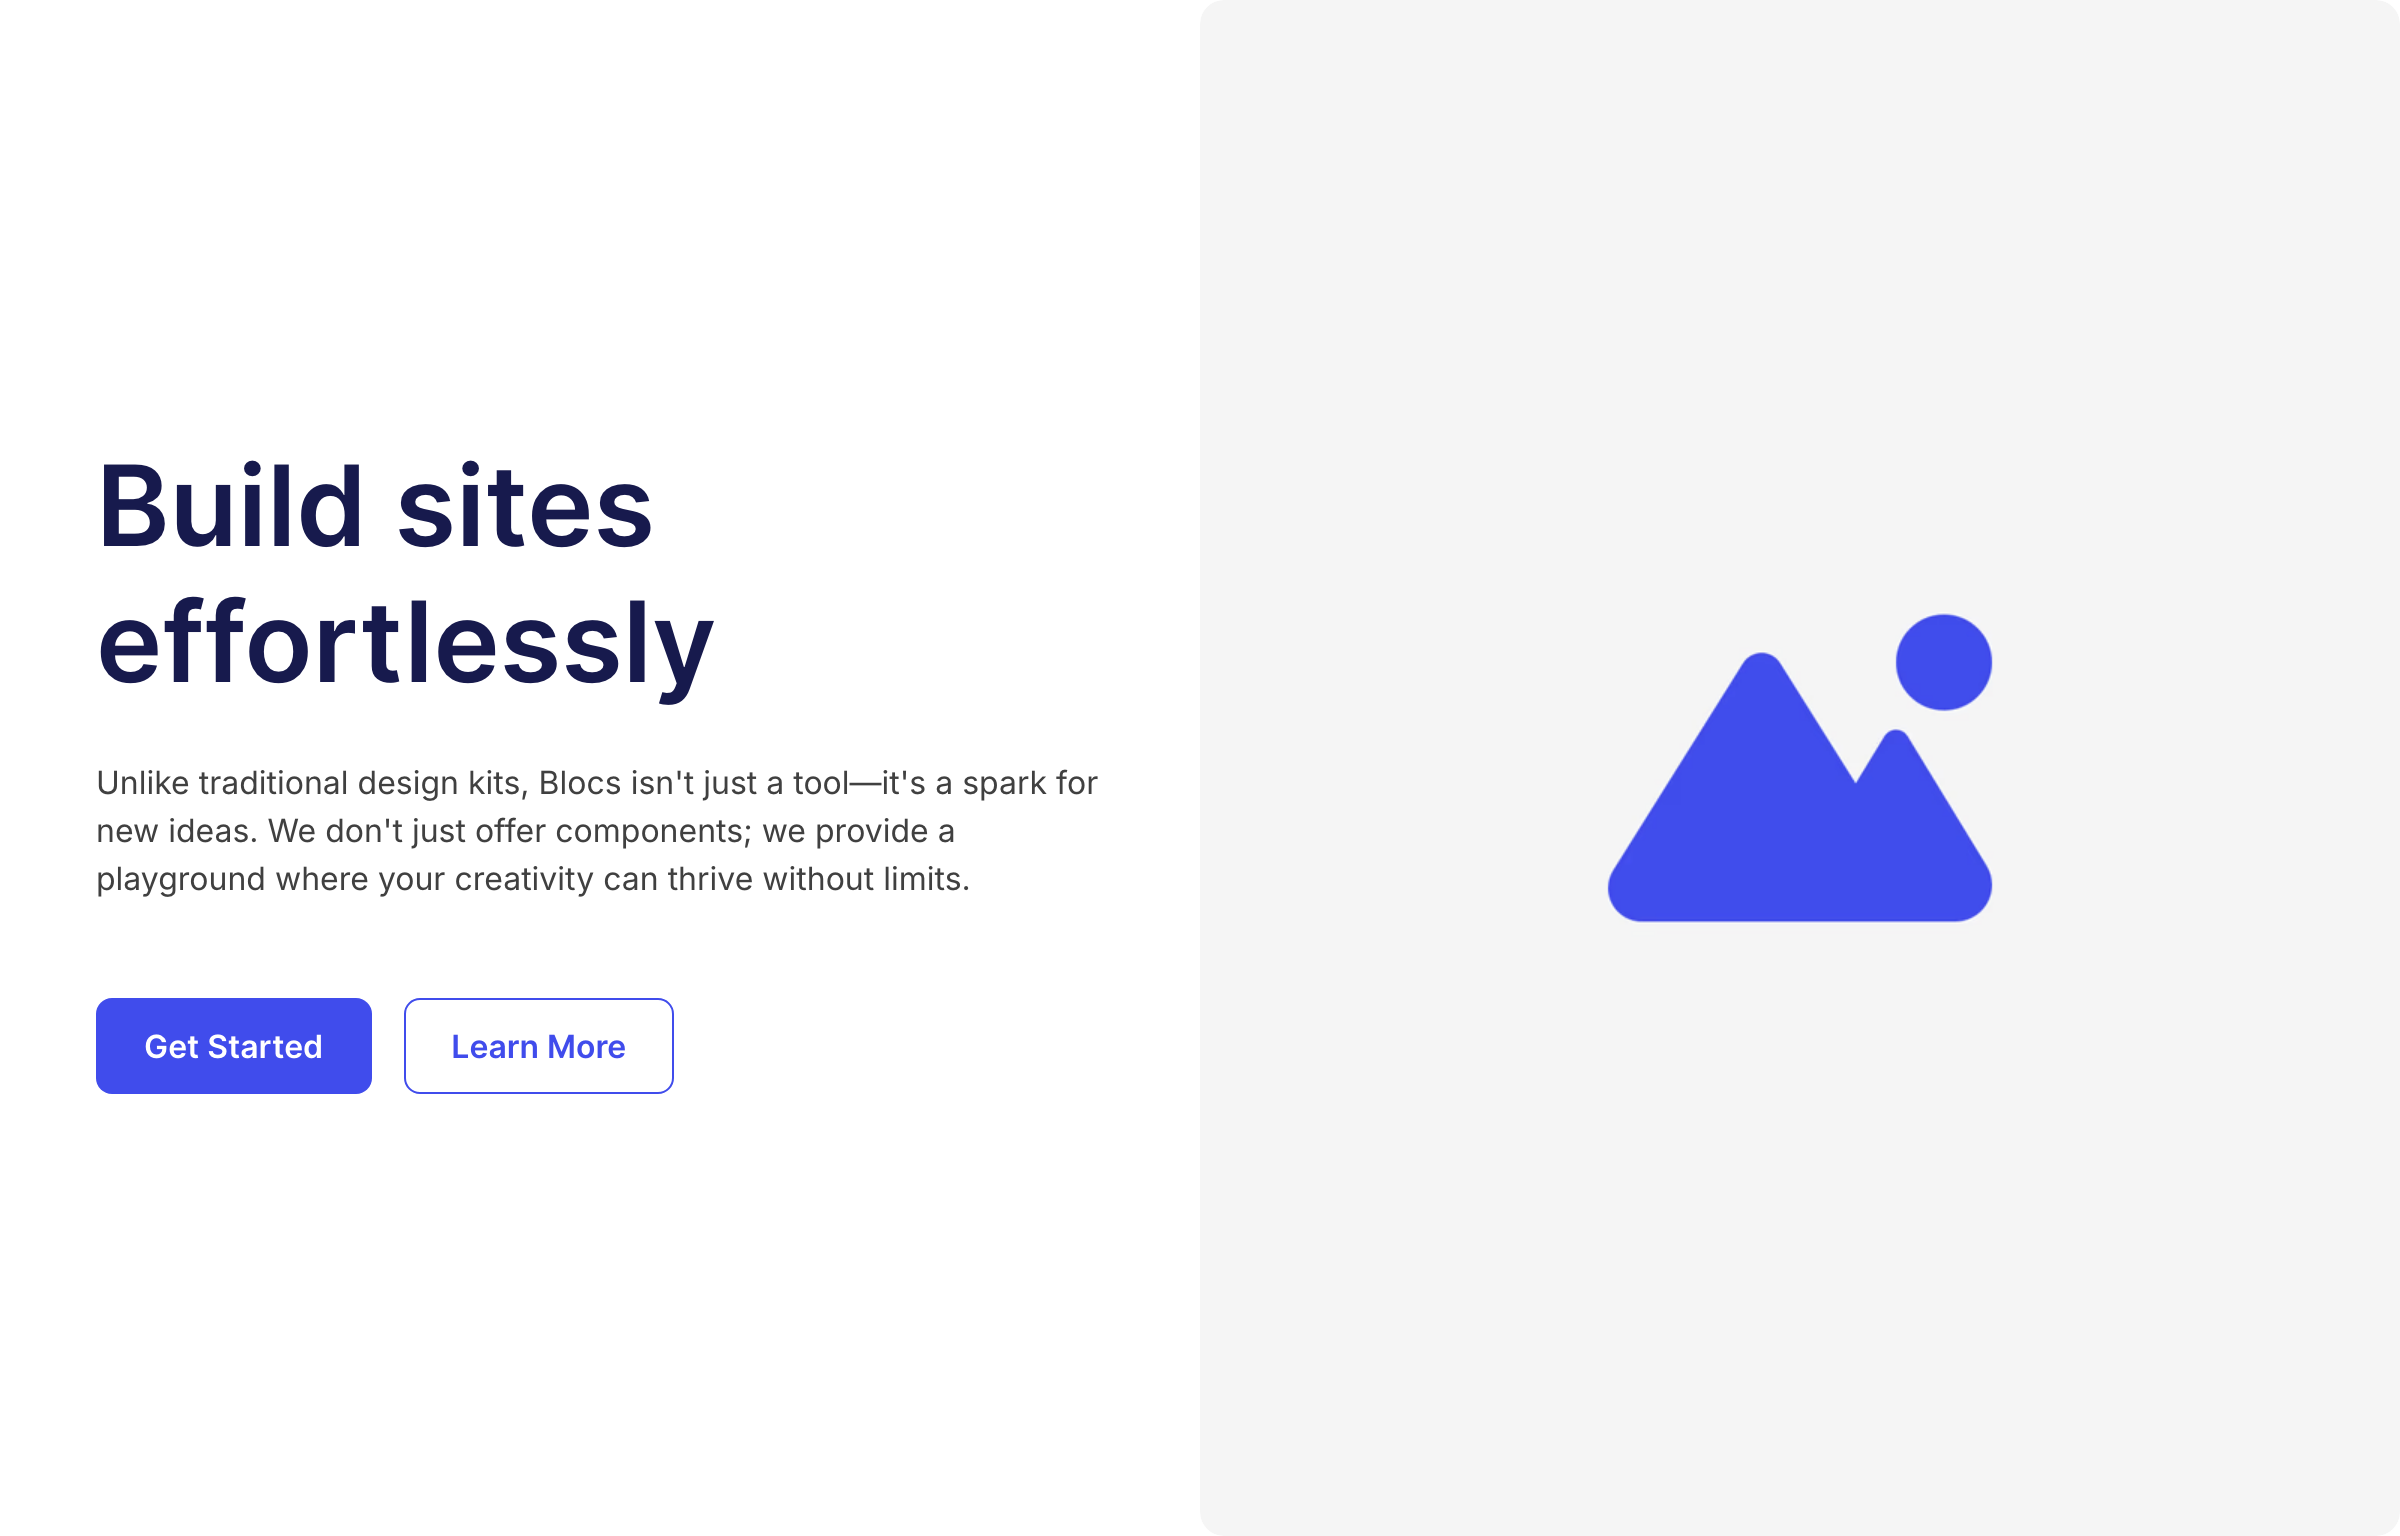 Build sites
effortlessly
Unlike traditional design kits, Blocs isn't just a tool—it's a spark for
new ideas. We don't just offer components; we provide a
playground where your creativity can thrive without limits.
Get Started
Learn More